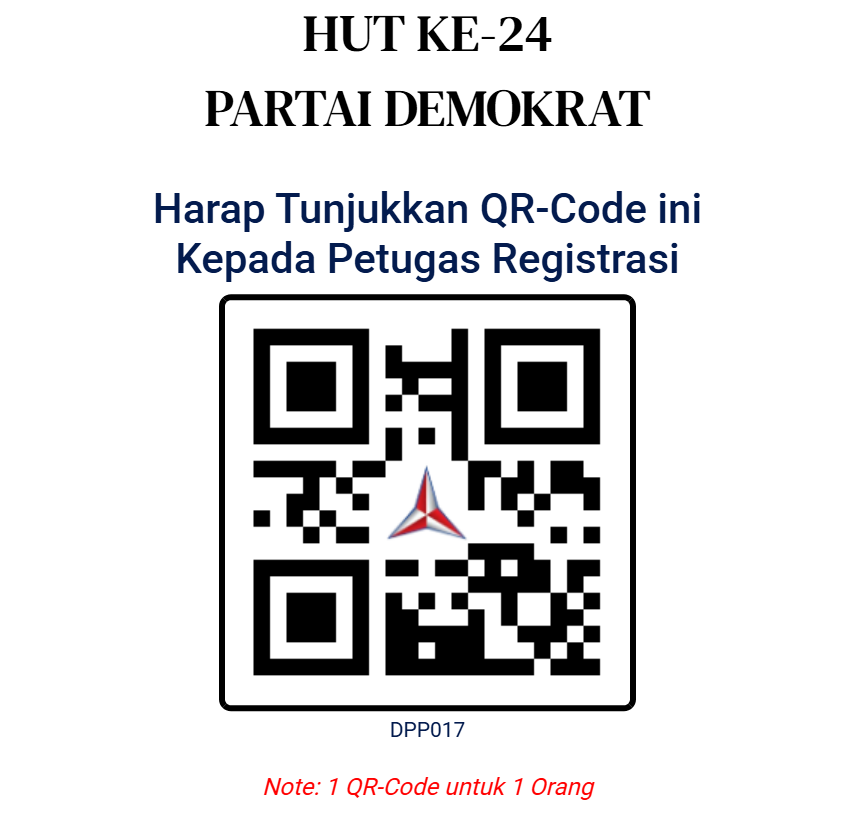 HUT KE-24
PARTAI DEMOKRAT
Harap Tunjukkan QR-Code ini
Kepada Petugas Registrasi
DPP017
Note: 1 QR-Code untuk 1 Orang